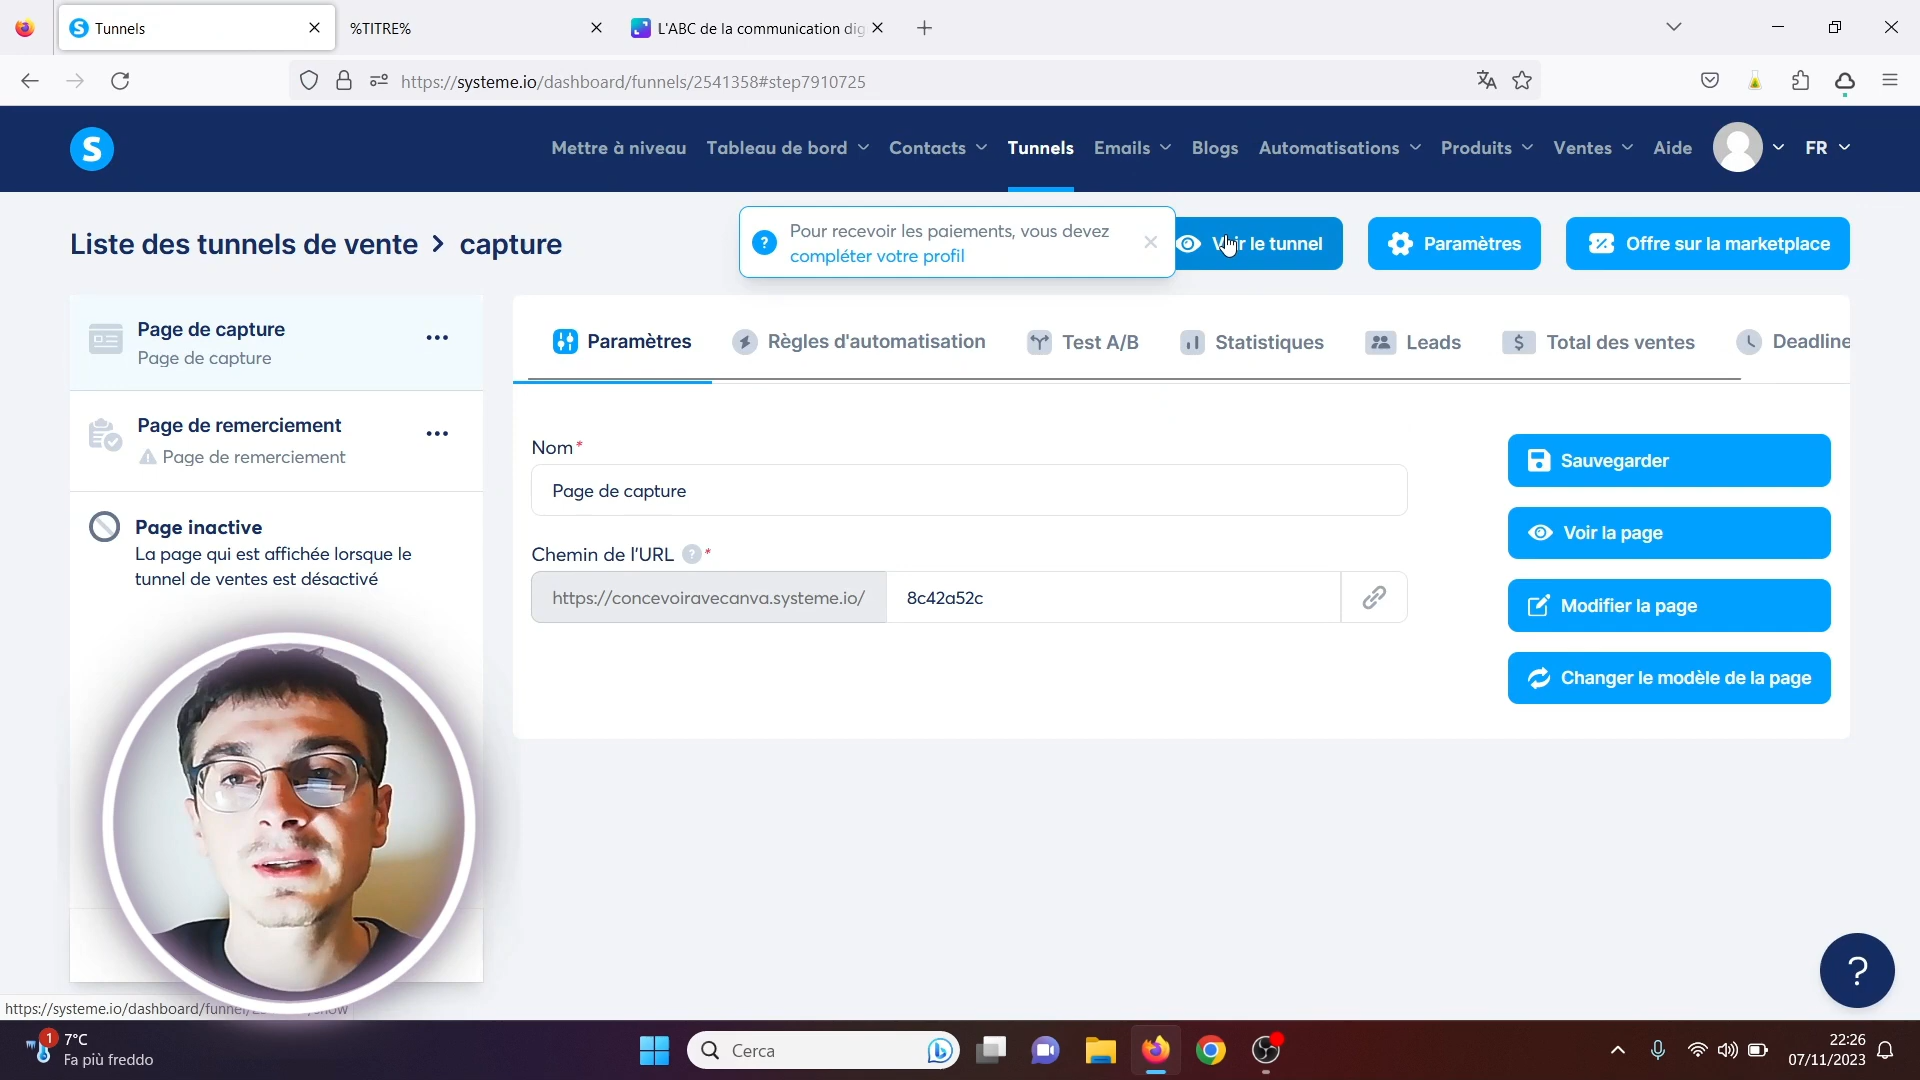 Tunnels
%TITRE%
L'ABC de la communication dig
https://systeme.io/dashboard/funnels/2541358#step7910725
S
Mettre à niveau
Tableau de bord
Contacts
Tunnels
Emails
Blogs
Automatisations
Produits
Ventes
Aide
FR
Liste des tunnels de vente > capture
Pour recevoir les paiements, vous devez
compléter votre profil
Voir le tunnel
Paramètres
Offre sur la marketplace
Page de capture
Page de capture
Page de remerciement
Page de remerciement
Page inactive
La page qui est affichée lorsque le
tunnel de ventes est désactivé
Paramètres
Règles d'automatisation
Test A/B
Statistiques
Leads
Total des ventes
Deadline
Nom*
Page de capture
Chemin de l'URL ? *
https://concevoiravecanva.systeme.io/
8c42a52c
Sauvegarder
Voir la page
Modifier la page
Changer le modèle de la page
?
https://systeme.io/dashboard/funnel/
1
7°C
Fa più freddo
Cerca
22:26
07/11/2023